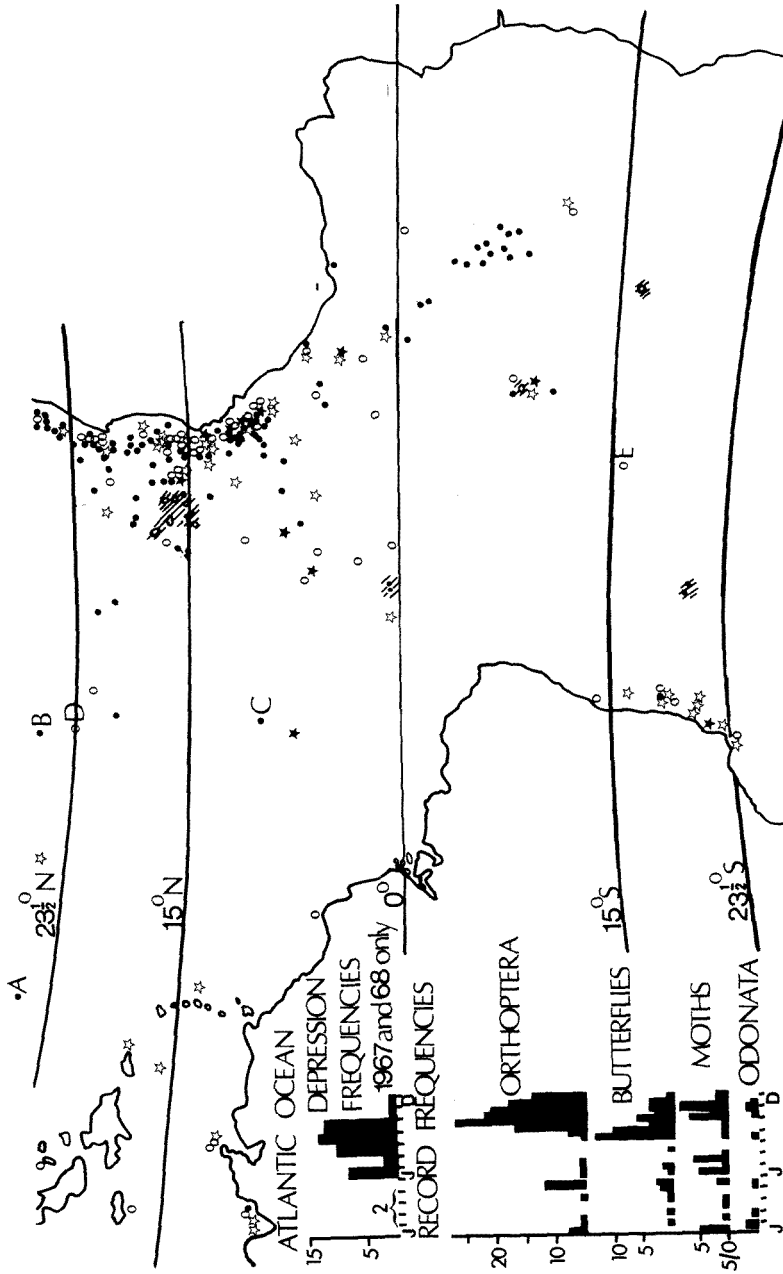 A
23½° N
B
D
15° N
C
0°
E
15° S
23½° S
ATLANTIC OCEAN
DEPRESSION
FREQUENCIES
1967 and 68 only
15
5
J
2
J
D
RECORD FREQUENCIES
ORTHOPTERA
20
10
BUTTERFLIES
10
5
MOTHS
5
5/0
ODONATA
J
J
D